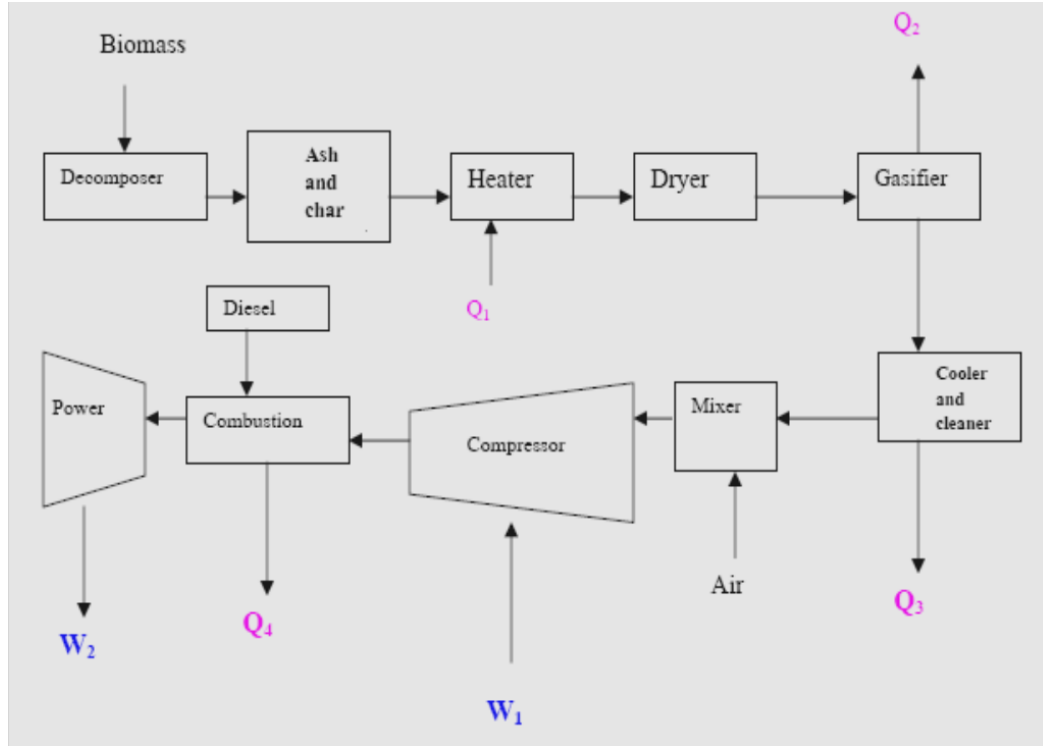 Q₂
Biomass
Decomposer
Ash
and
char
Heater
Dryer
Gasifier
Q₁
Diesel
Power
Combustion
Compressor
Mixer
Cooler
and
cleaner
Air
W₂
Q₄
Q₃
W₁